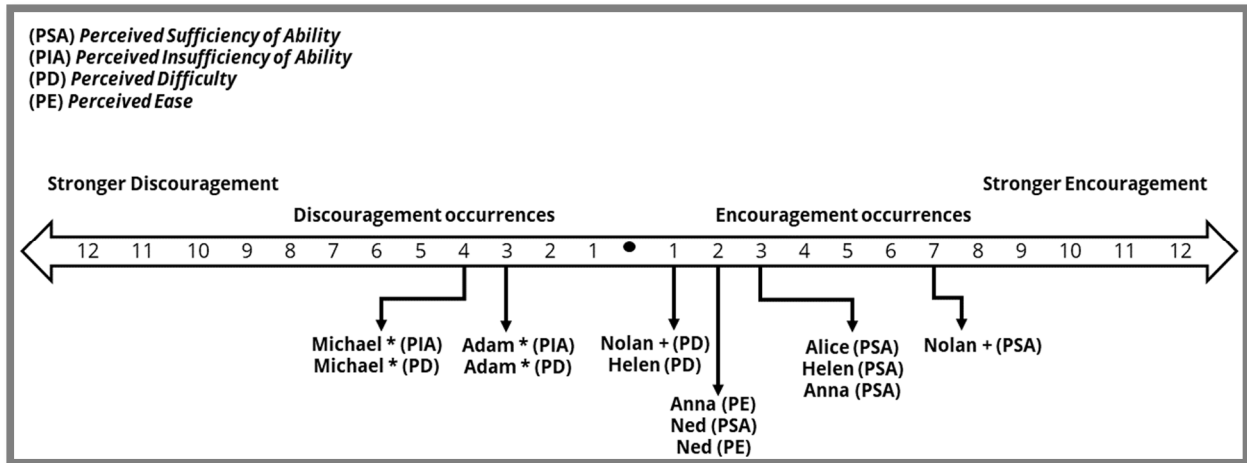 (PSA) Perceived Sufficiency of Ability
(PIA) Perceived Insufficiency of Ability
(PD) Perceived Difficulty
(PE) Perceived Ease
Stronger Discouragement
Stronger Encouragement
Discouragement occurrences
Encouragement occurrences
12 11 10 9 8 7 6 5 4 3 2 1 • 1 2 3 4 5 6 7 8 9 10 11 12
Michael * (PIA)
Michael * (PD)
Adam * (PIA)
Adam * (PD)
Nolan + (PD)
Helen (PD)
Anna (PE)
Ned (PSA)
Ned (PE)
Alice (PSA)
Helen (PSA)
Anna (PSA)
Nolan + (PSA)